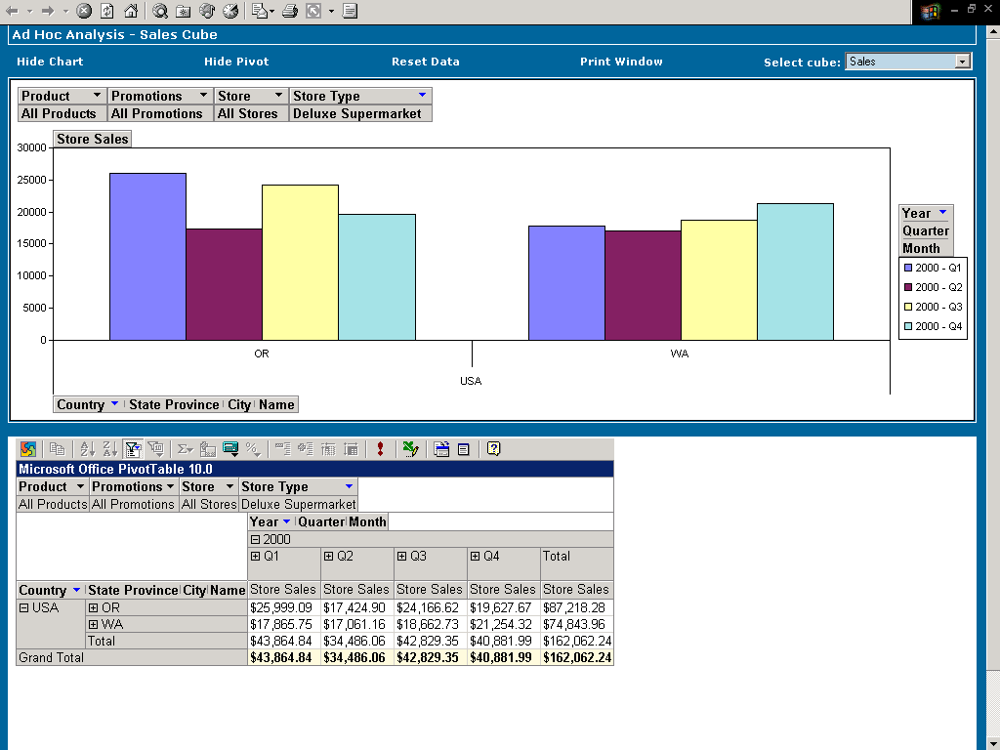 Ad Hoc Analysis - Sales Cube
Hide Chart Hide Pivot Reset Data Print Window Select cube: Sales
Product Promotions Store Store Type
All Products All Promotions All Stores Deluxe Supermarket
Store Sales
30000
25000
20000
15000
10000
5000
0
OR WA
USA
Year
Quarter
Month
2000 - Q1
2000 - Q2
2000 - Q3
2000 - Q4
Country State Province City Name
Microsoft Office PivotTable 10.0
Product Promotions Store Store Type
All Products All Promotions All Stores Deluxe Supermarket
Year Quarter Month
2000
Q1 Q2 Q3 Q4 Total
Country State Province City Name Store Sales Store Sales Store Sales Store Sales Store Sales
USA OR $25,999.09 $17,424.90 $24,166.62 $19,627.67 $87,218.28
WA $17,865.75 $17,061.16 $18,662.73 $21,254.32 $74,843.96
Total $43,864.84 $34,486.06 $42,829.35 $40,881.99 $162,062.24
Grand Total $43,864.84 $34,486.06 $42,829.35 $40,881.99 $162,062.24